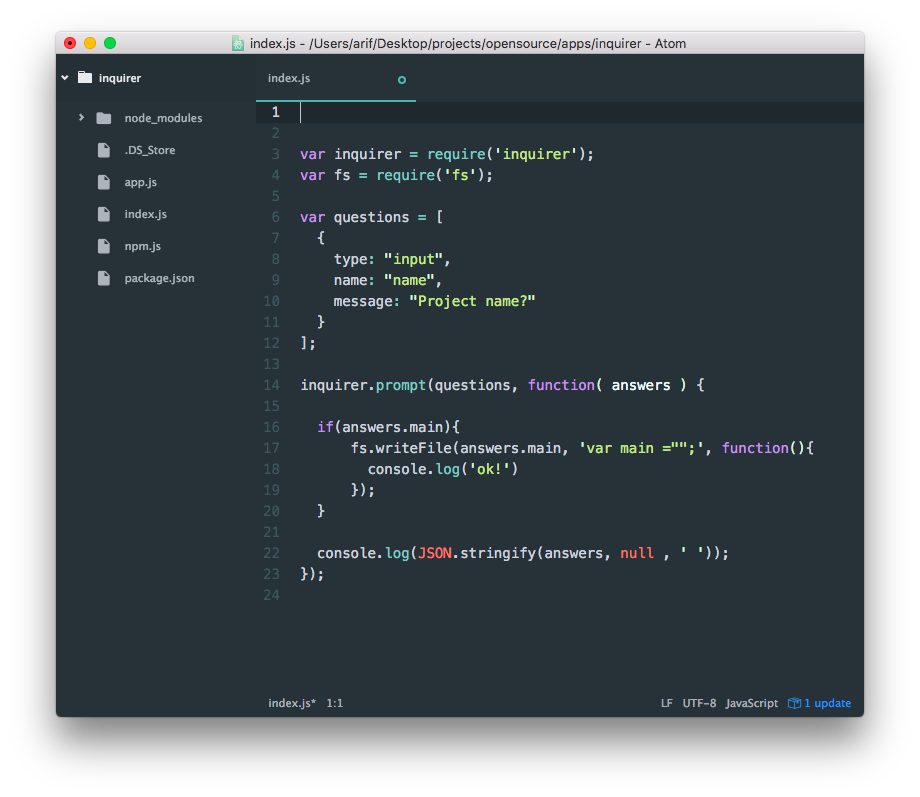 index.js - /Users/arif/Desktop/projects/opensource/apps/inquirer - Atom
inquirer
node_modules
.DS_Store
app.js
index.js
npm.js
package.json
index.js
1
2
3 var inquirer = require('inquirer');
4 var fs = require('fs');
5
6 var questions = [
7   {
8     type: "input",
9     name: "name",
10     message: "Project name?"
11   }
12 ];
13
14 inquirer.prompt(questions, function( answers ) {
15
16   if(answers.main){
17       fs.writeFile(answers.main, 'var main ="";', function(){
18         console.log('ok!')
19       });
20   }
21
22   console.log(JSON.stringify(answers, null , ' '));
23 });
24
index.js* 1:1 LF UTF-8 JavaScript 1 update